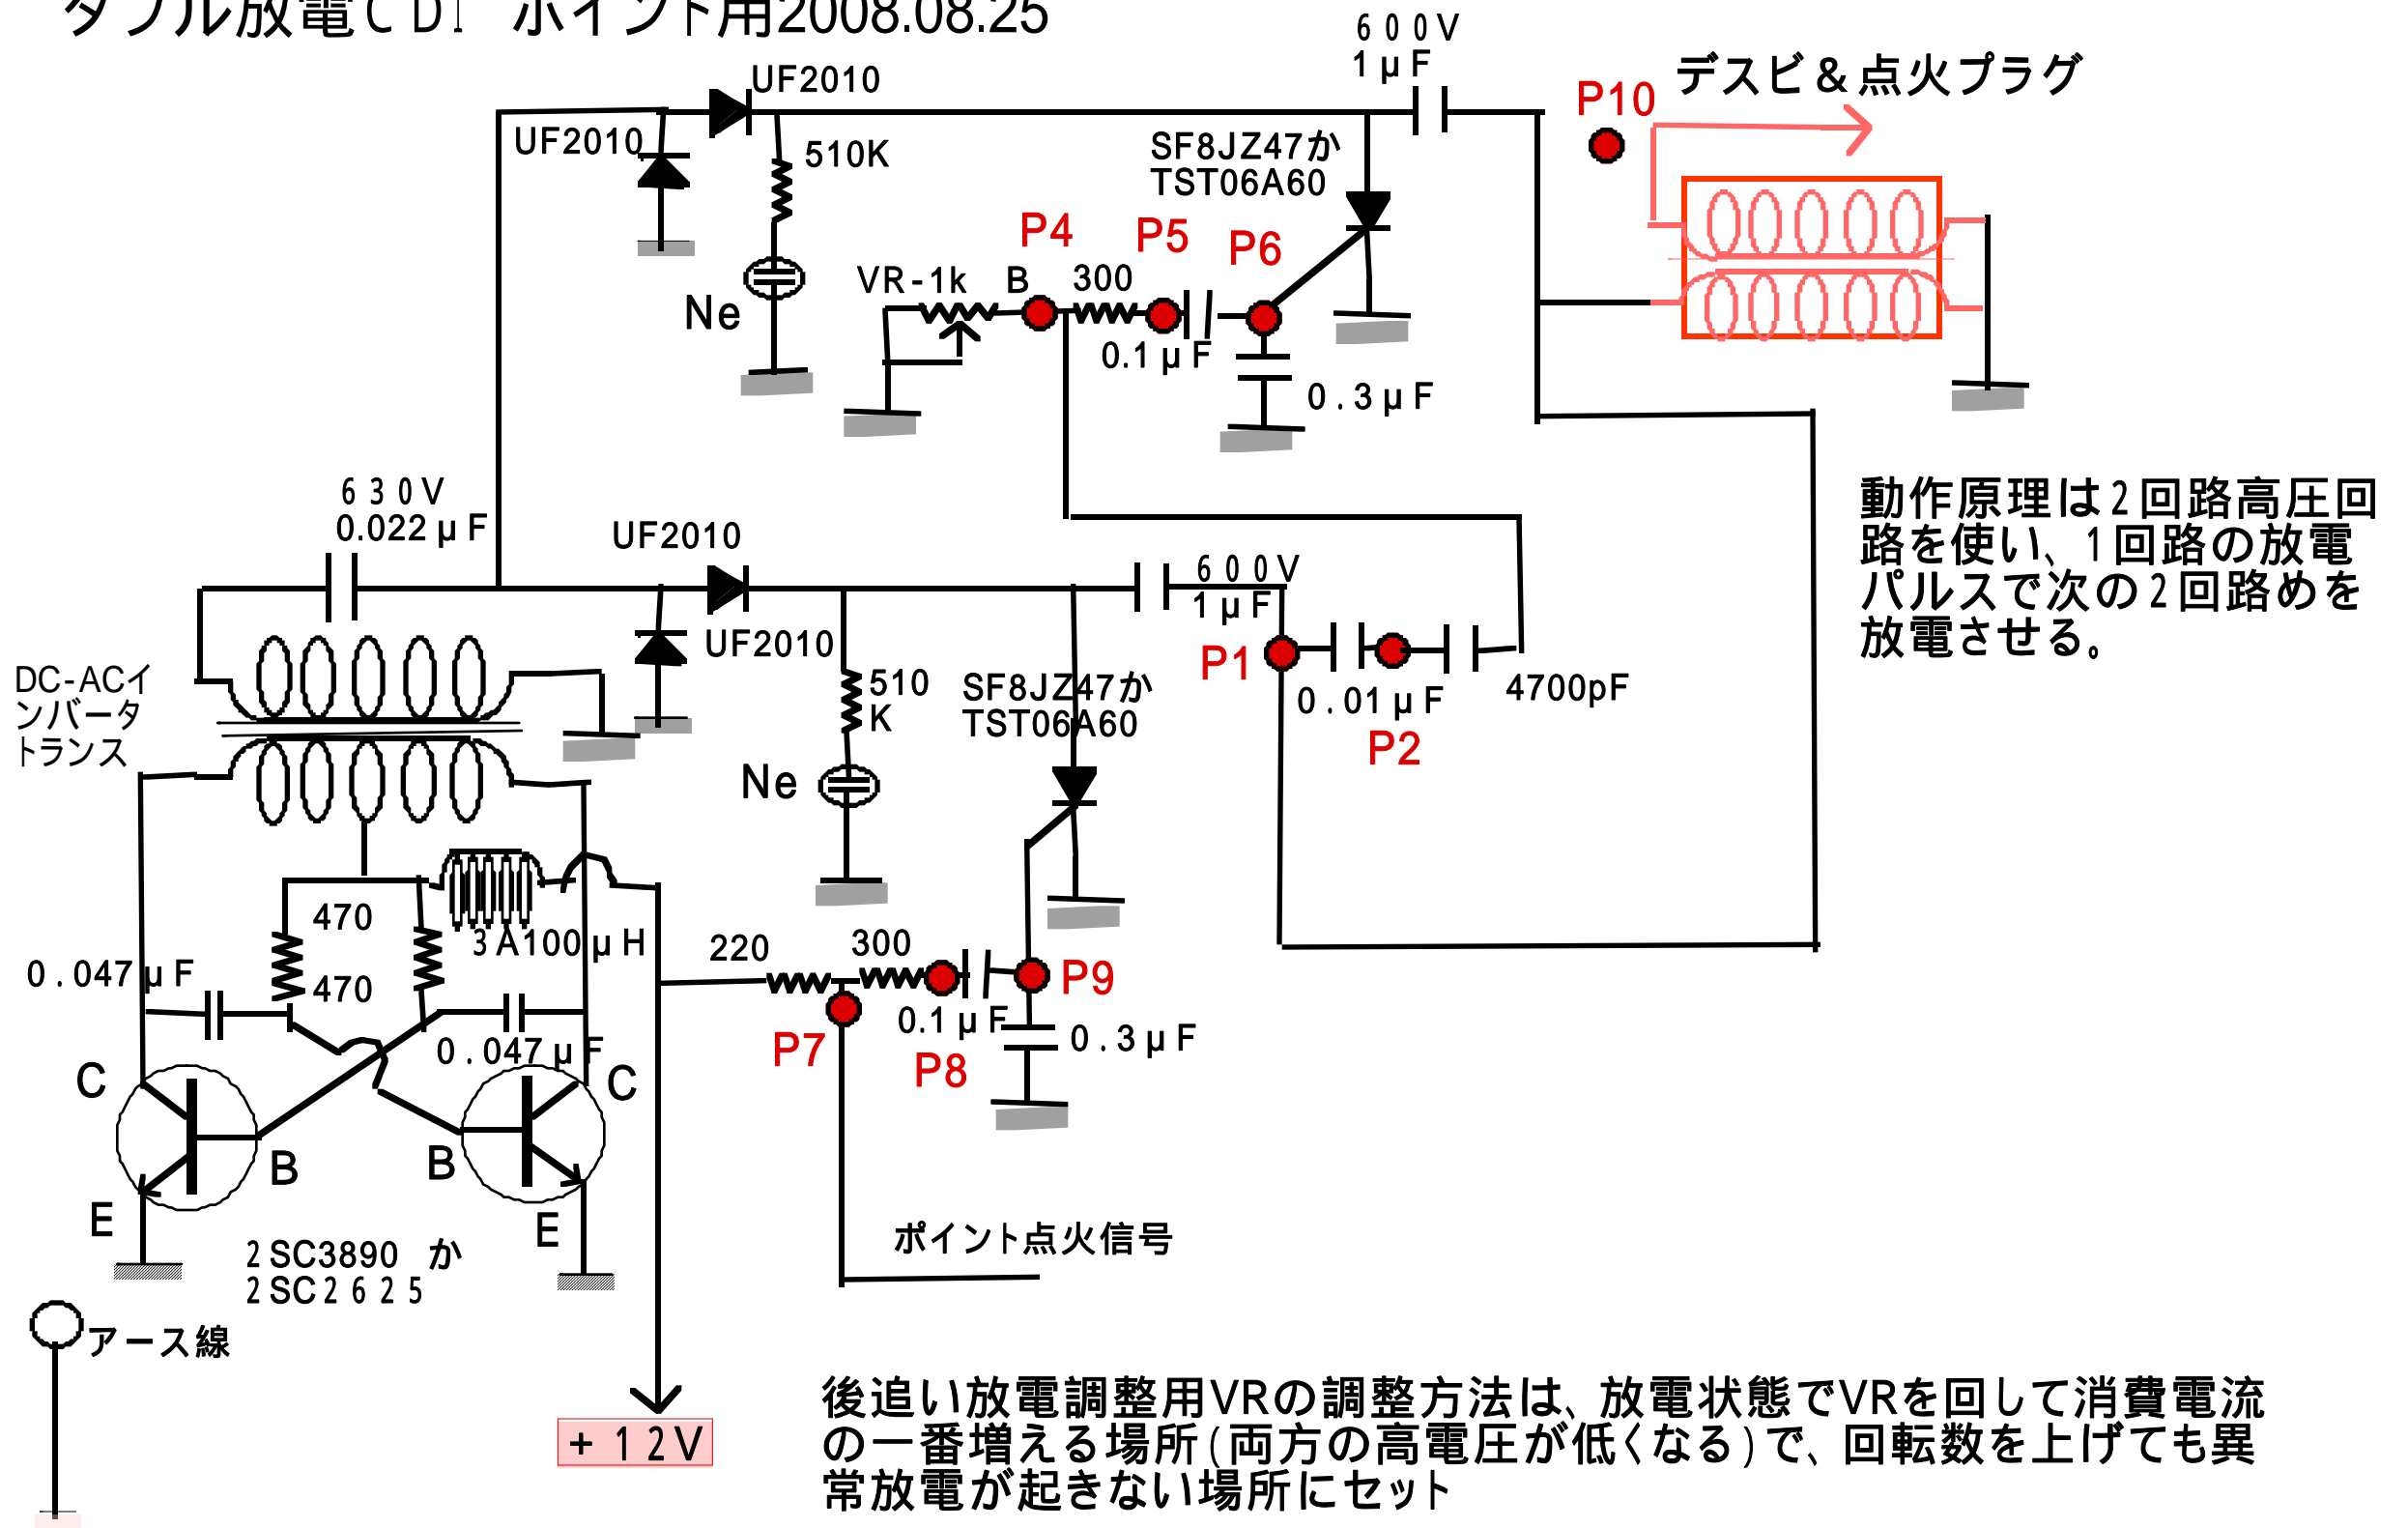 ダブル放電CDI ポイント用2008.08.25
600V
1μF
UF2010
UF2010
510K
Ne
SF8JZ47か
TST06A60
P10
デスビ&点火プラグ
P4
P5
P6
VR-1k
B
300
0.1μF
0.3μF
動作原理は2回路高圧回
路を使い、1回路の放電
パルスで次の2回路めを
放電させる。
630V
0.022μF
UF2010
UF2010
600V
1μF
P1
0.01μF
P2
4700pF
DC-ACイ
ンバータ
トランス
510
K
Ne
SF8JZ47か
TST06A60
470
470
3A100μH
0.047μF
0.047μF
220
300
P7
P8
0.1μF
P9
0.3μF
C
B
E
C
B
E
2SC3890 か
2SC2625
ポイント点火信号
アース線
+12V
後追い放電調整用VRの調整方法は、放電状態でVRを回して消費電流
の一番増える場所(両方の高電圧が低くなる)で、回転数を上げても異
常放電が起きない場所にセット